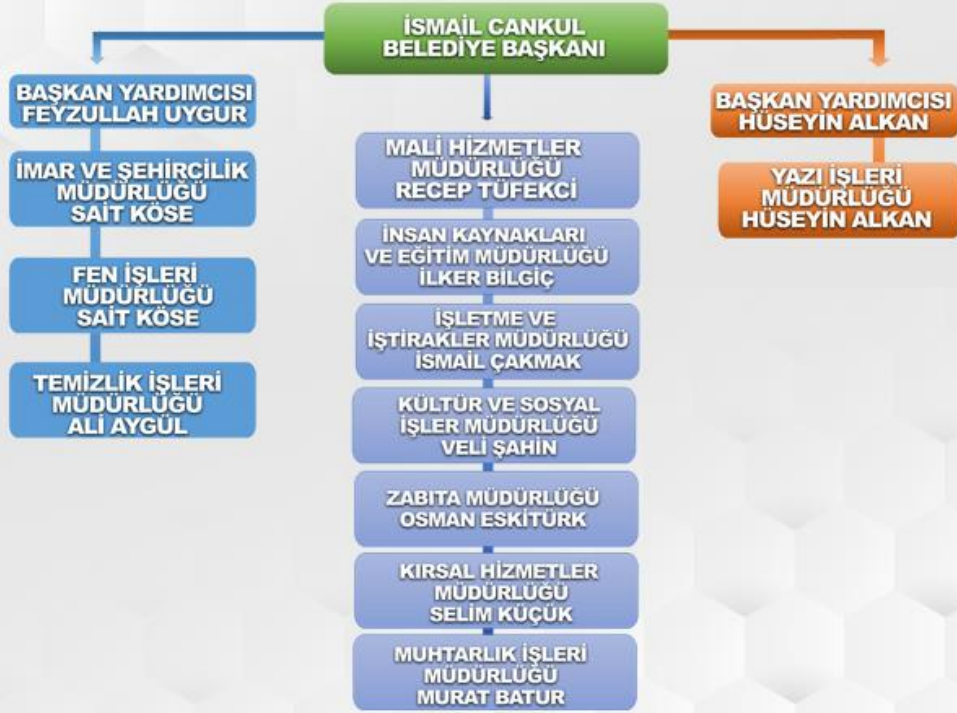 İSMAİL CANKUL
BELEDİYE BAŞKANI
BAŞKAN YARDIMCISI
FEYZULLAH UYGUR
İMAR VE ŞEHİRCİLİK
MÜDÜRLÜĞÜ
SAİT KÖSE
FEN İŞLERİ
MÜDÜRLÜĞÜ
SAİT KÖSE
TEMİZLİK İŞLERİ
MÜDÜRLÜĞÜ
ALİ AYGÜL
MALİ HİZMETLER
MÜDÜRLÜĞÜ
RECEP TÜFEKCİ
İNSAN KAYNAKLARI
VE EĞİTİM MÜDÜRLÜĞÜ
İLKER BİLGİÇ
İŞLETME VE
İŞTİRAKLER MÜDÜRLÜĞÜ
İSMAİL ÇAKMAK
KÜLTÜR VE SOSYAL
İŞLER MÜDÜRLÜĞÜ
VELİ ŞAHİN
ZABITA MÜDÜRLÜĞÜ
OSMAN ESKİTÜRK
KIRSAL HİZMETLER
MÜDÜRLÜĞÜ
SELİM KÜÇÜK
MUHTARLIK İŞLERİ
MÜDÜRLÜĞÜ
MURAT BATUR
BAŞKAN YARDIMCISI
HÜSEYİN ALKAN
YAZI İŞLERİ
MÜDÜRLÜĞÜ
HÜSEYİN ALKAN